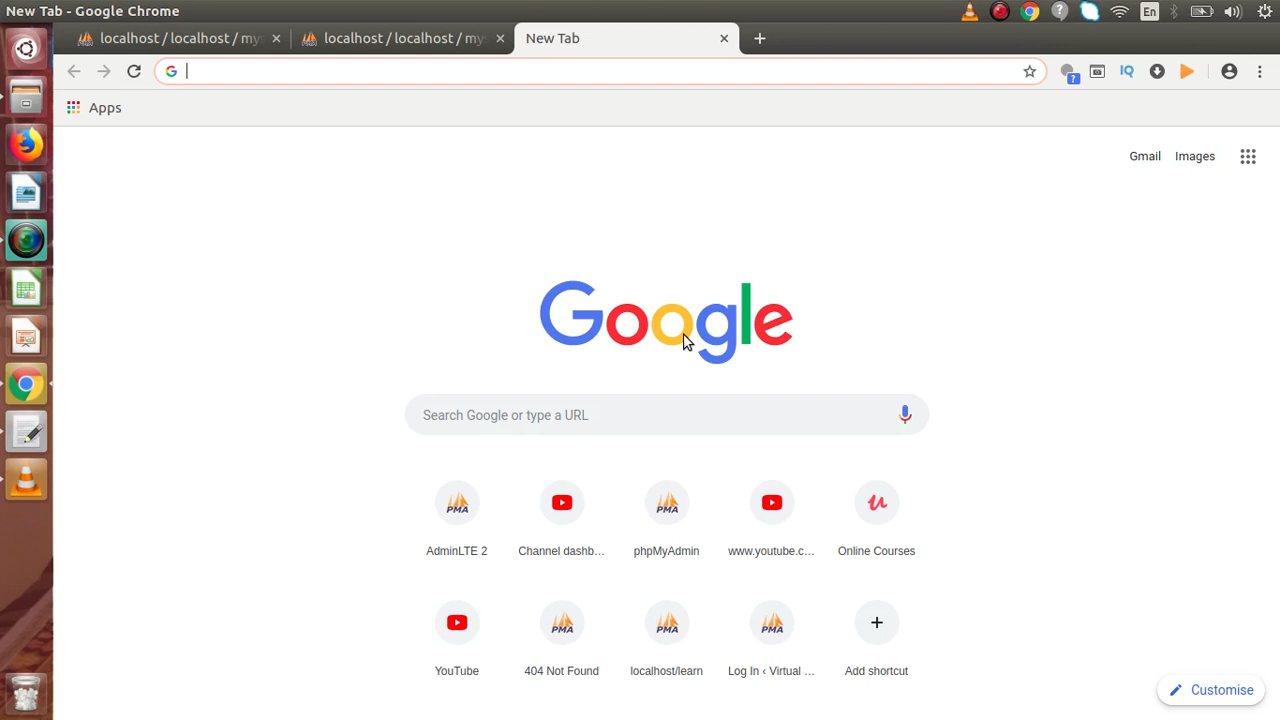 New Tab - Google Chrome
En
localhost / localhost / my
localhost / localhost / my
New Tab
?
IQ
Apps
Gmail
Images
Google
Search Google or type a URL
PMA
PMA
AdminLTE 2
Channel dashb...
phpMyAdmin
www.youtube.c...
Online Courses
PMA
PMA
PMA
YouTube
404 Not Found
localhost/learn
Log In ‹ Virtual ...
Add shortcut
Customise